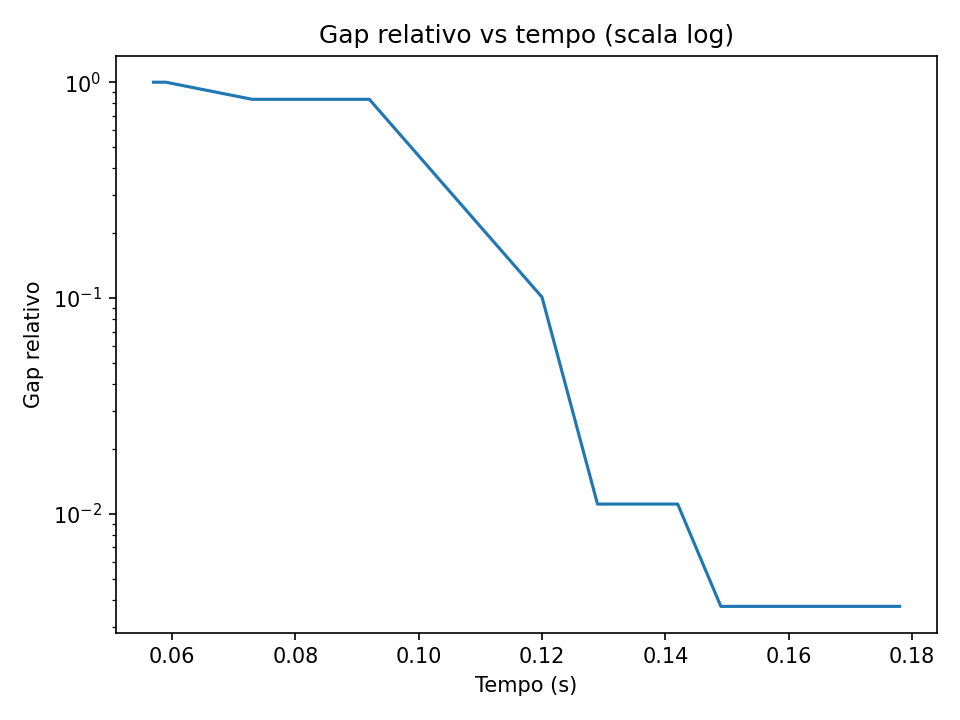 Gap relativo vs tempo (scala log)
Gap relativo
10⁰
10⁻¹
10⁻²
0.06 0.08 0.10 0.12 0.14 0.16 0.18
Tempo (s)